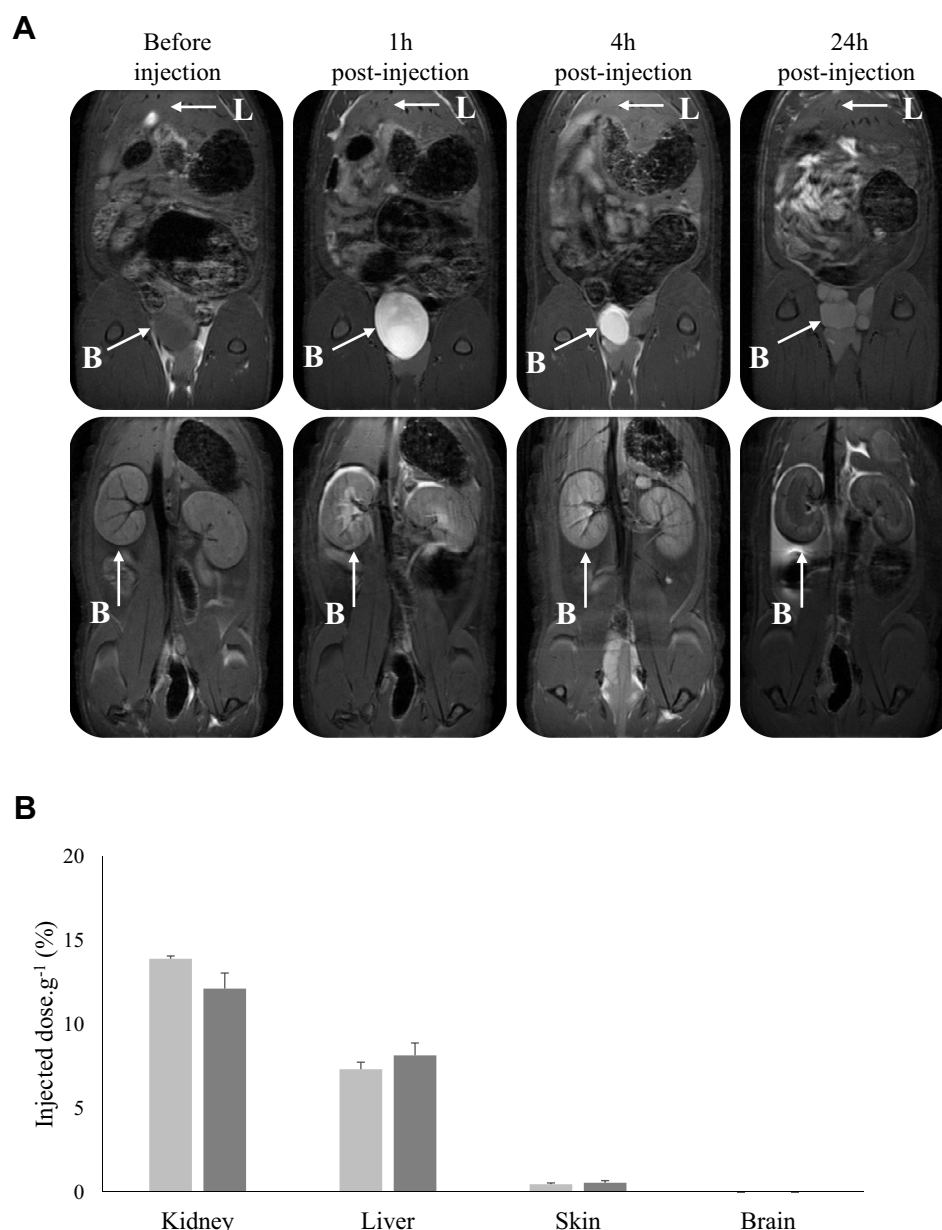 A
Before
injection
1h
post-injection
4h
post-injection
24h
post-injection
L
L
L
L
B
B
B
B
B
B
B
B
B
20
15
10
5
0
Injected dose.g⁻¹ (%)
Kidney
Liver
Skin
Brain